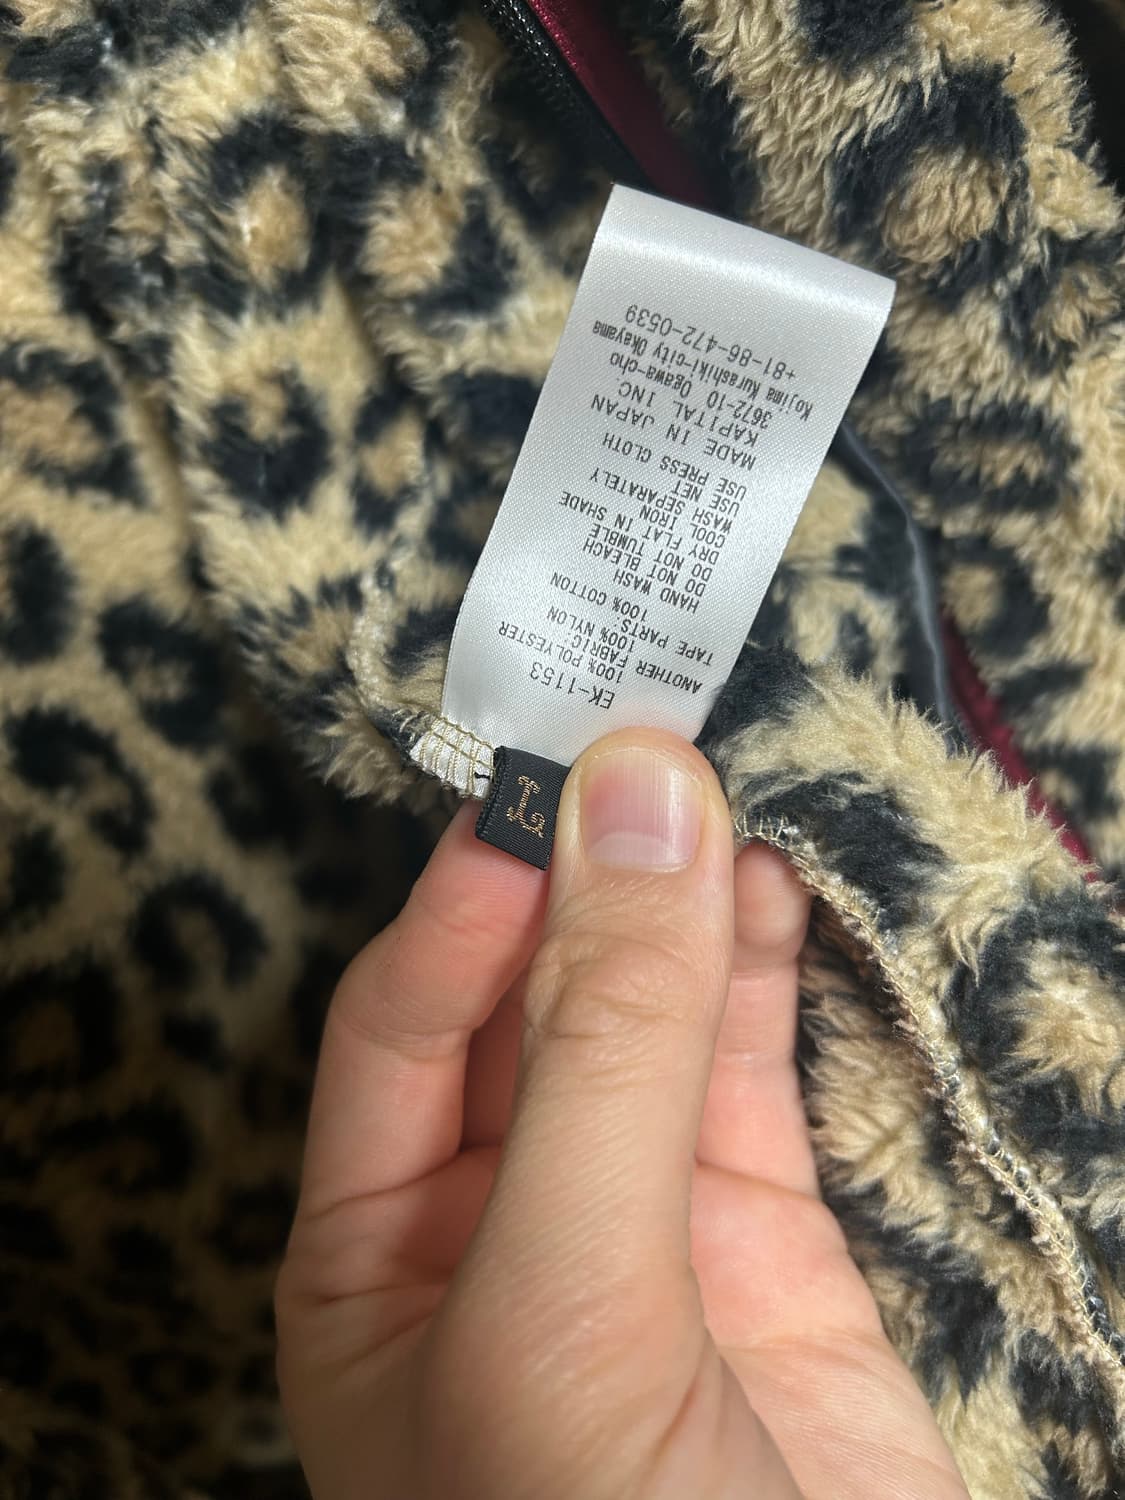 EK-1153
100% POLYESTER
ANOTHER FABRIC:
100% NYLON
TAPE PARTS:
100% COTTON
HAND WASH
DO NOT BLEACH
DO NOT TUMBLE
DRY FLAT IN SHADE
COOL IRON
WASH SEPARATELY
USE NET
USE PRESS CLOTH
MADE IN JAPAN
KAPITAL INC.
3672-10 Ogawa-cho
Kojima Kurashiki-city Okayama
+81-86-472-0539